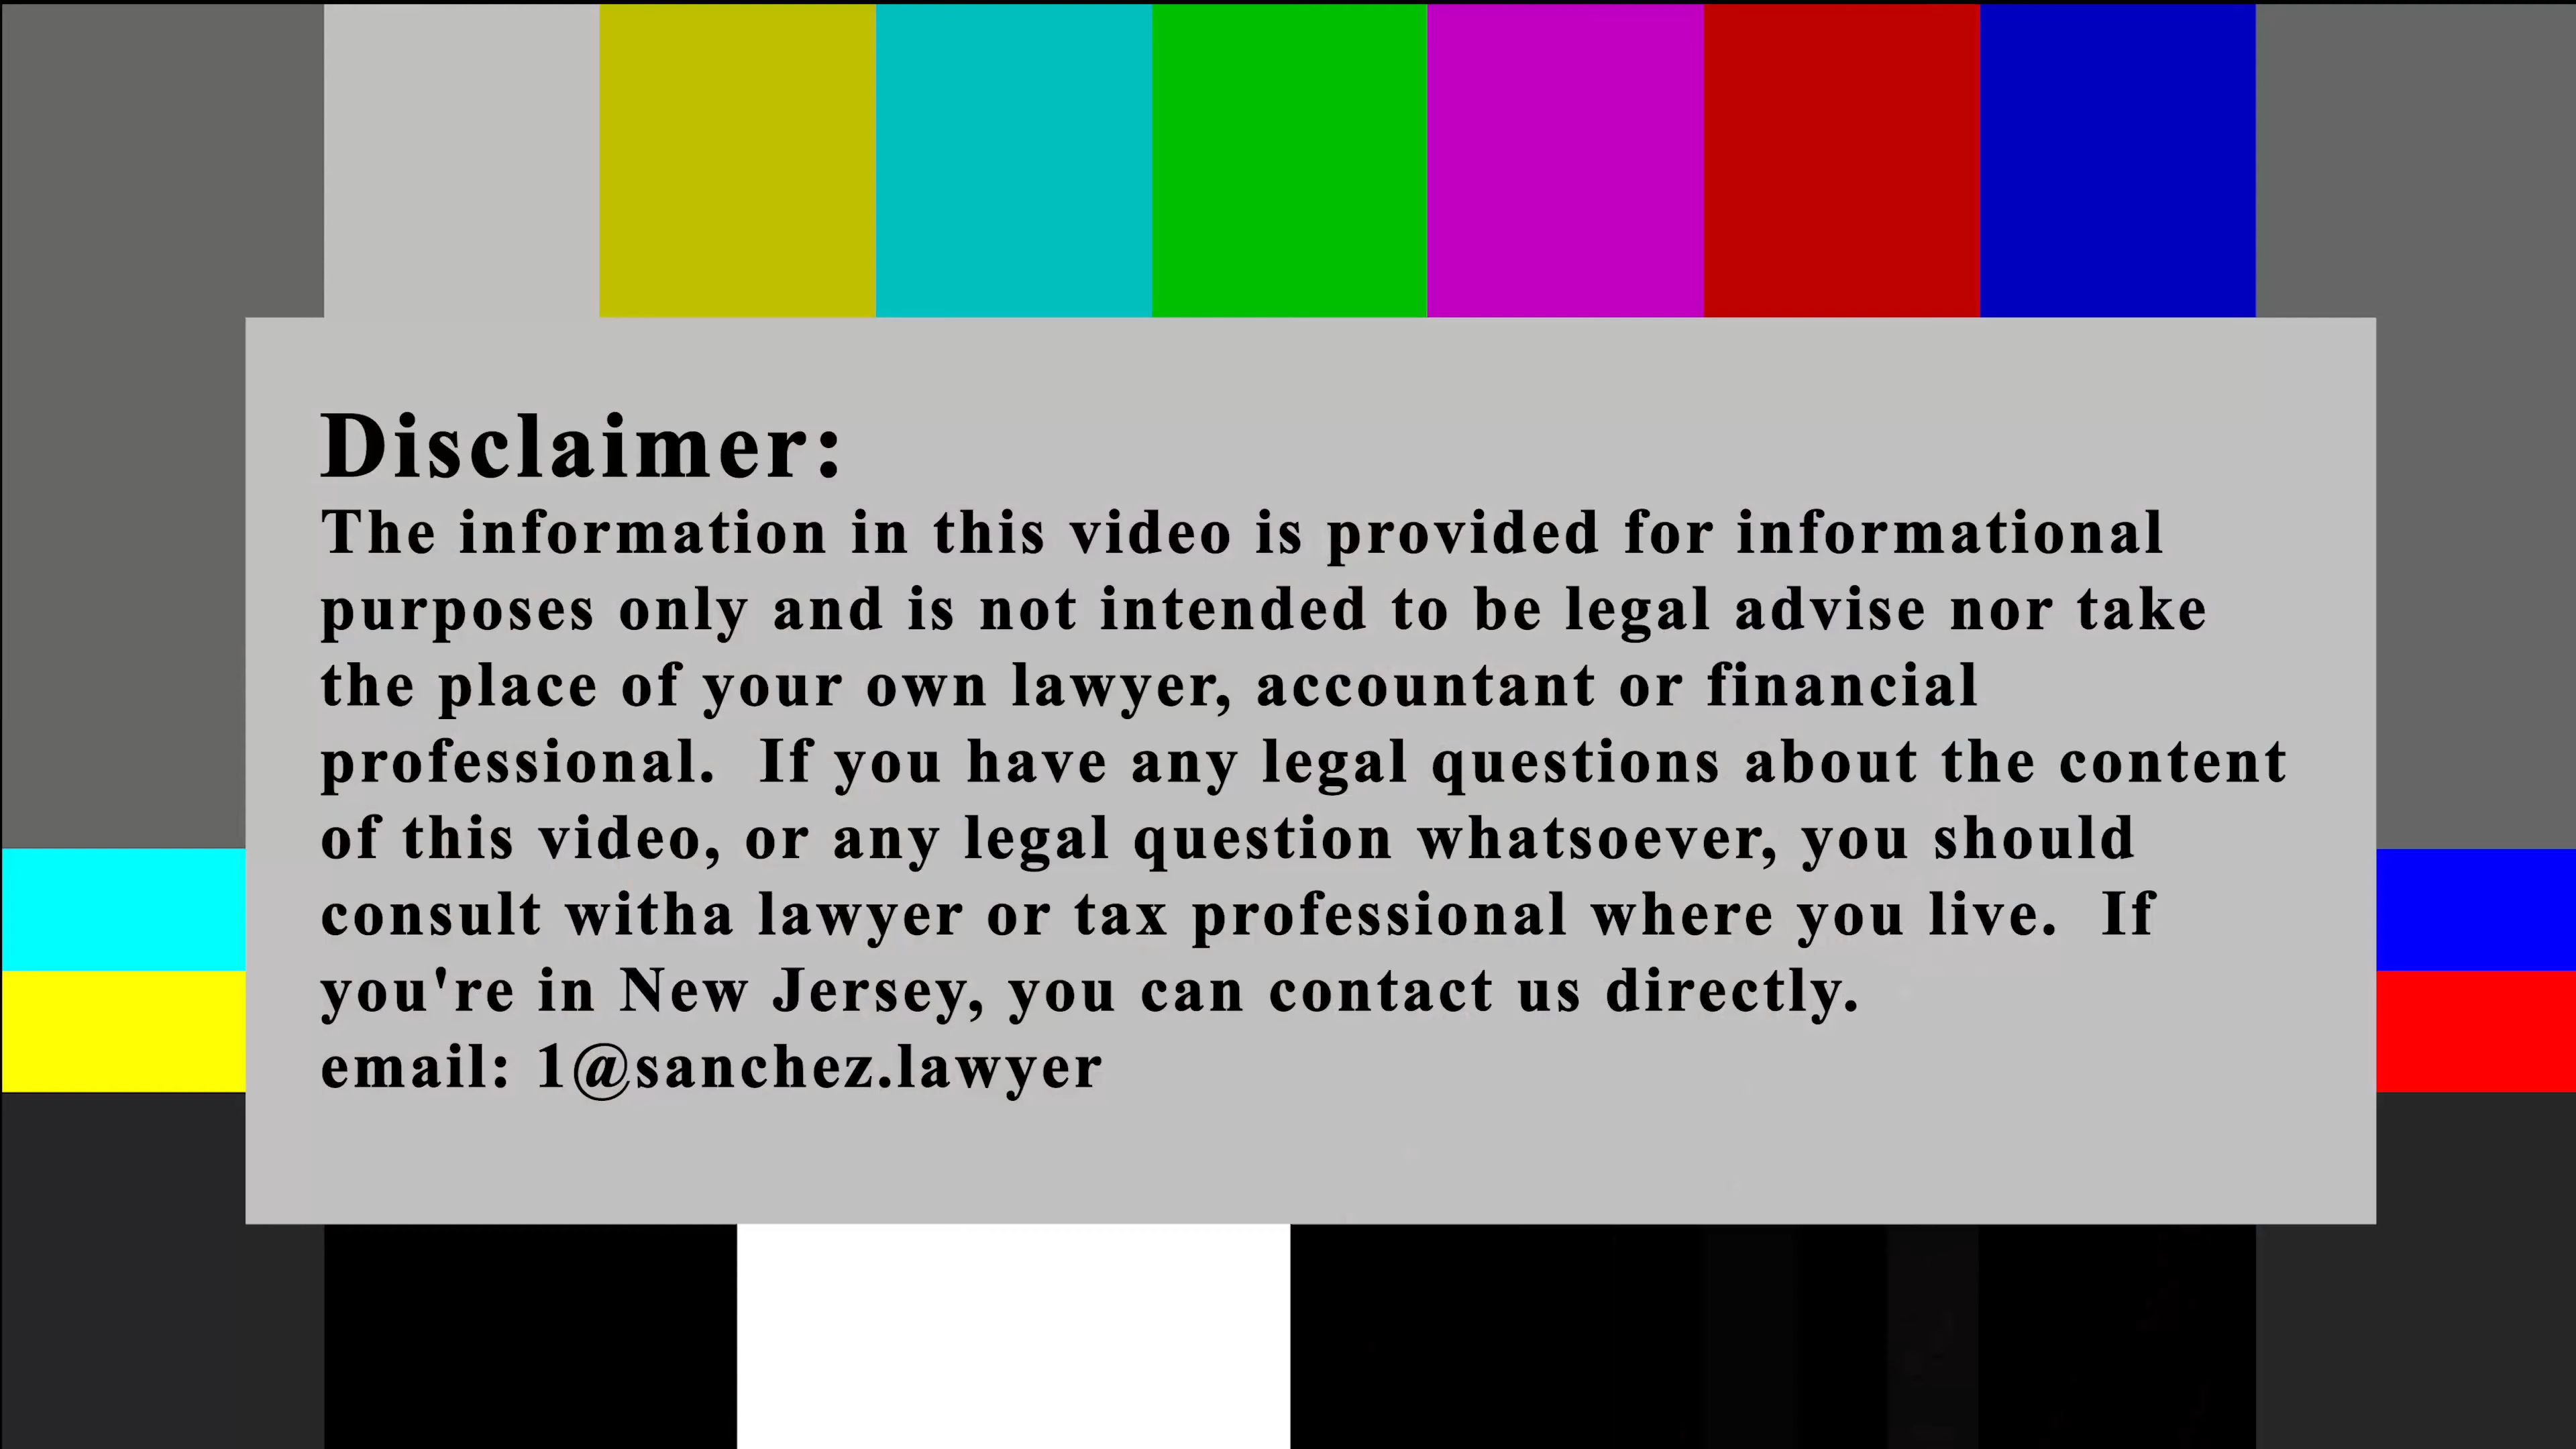 Disclaimer:
The information in this video is provided for informational
purposes only and is not intended to be legal advise nor take
the place of your own lawyer, accountant or financial
professional.  If you have any legal questions about the content
of this video, or any legal question whatsoever, you should
consult witha lawyer or tax professional where you live.  If
you're in New Jersey, you can contact us directly.
email: 1@sanchez.lawyer